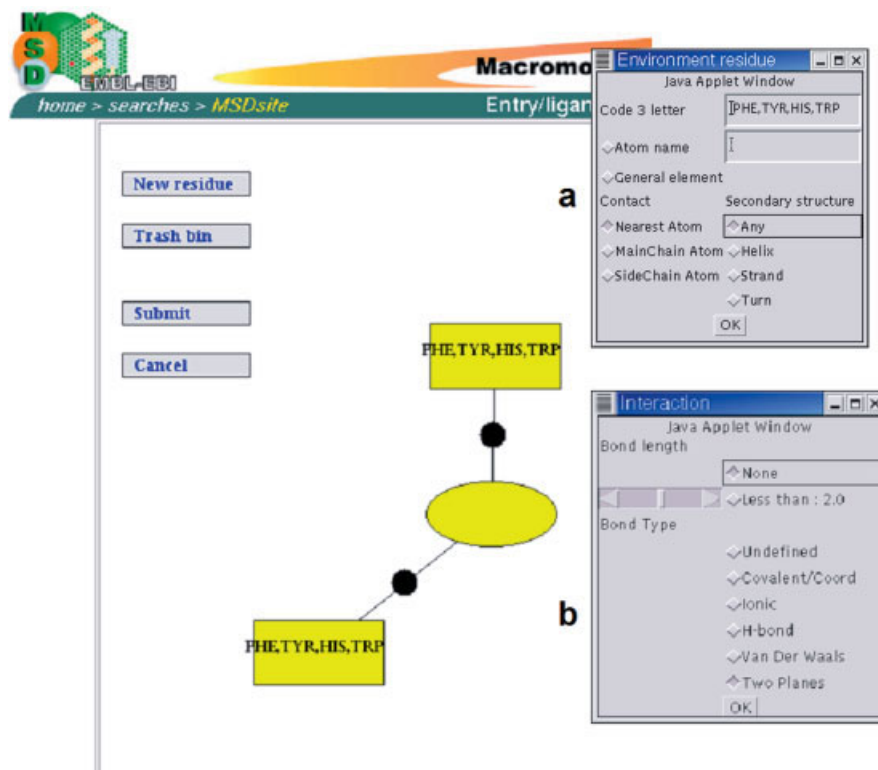 MSD
EMBL-EBI
Macromo
home > searches > MSDsite
Entry/ligan
New residue
Trash bin
Submit
Cancel
PHE,TYR,HIS,TRP
PHE,TYR,HIS,TRP
a
Environment residue
Java Applet Window
Code 3 letter PHE,TYR,HIS,TRP
Atom name
General element
Contact Secondary structure
Nearest Atom Any
MainChain Atom Helix
SideChain Atom Strand
Turn
OK
b
Interaction
Java Applet Window
Bond length
None
Less than : 2.0
Bond Type
Undefined
Covalent/Coord
Ionic
H-bond
Van Der Waals
Two Planes
OK